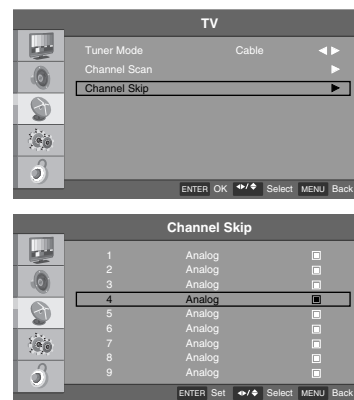 TV
Tuner Mode Cable
Channel Scan
Channel Skip
ENTER OK Select MENU Back
Channel Skip
1 Analog
2 Analog
3 Analog
4 Analog
5 Analog
6 Analog
7 Analog
8 Analog
9 Analog
ENTER Set Select MENU Back